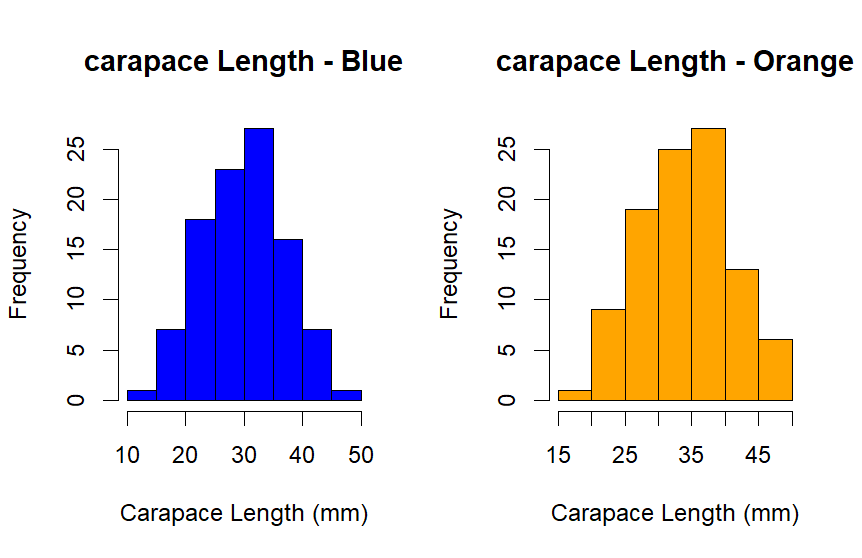 carapace Length - Blue
Frequency
0 5 10 15 20 25
10 20 30 40 50
Carapace Length (mm)
carapace Length - Orange
Frequency
0 5 10 15 20 25
15 25 35 45
Carapace Length (mm)